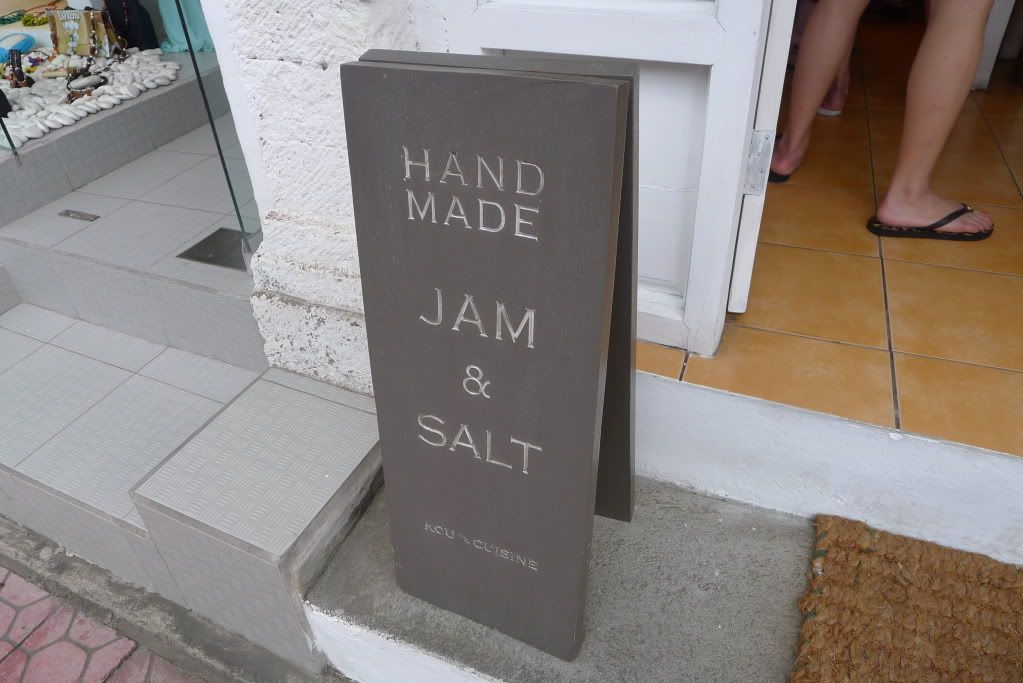 HAND
MADE
JAM
&
SALT
KOU CUISINE